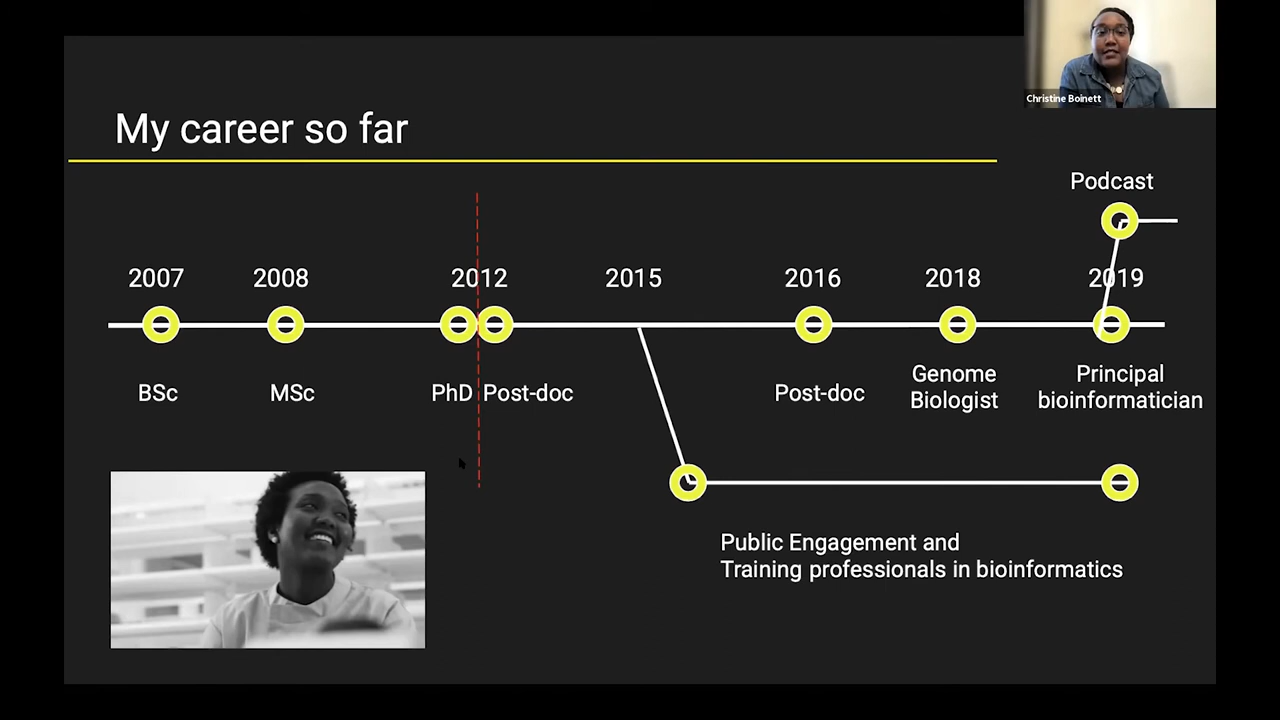 Christine Boinett
My career so far
Podcast
2007 2008 2012 2015 2016 2018 2019
BSc MSc PhD Post-doc Post-doc Genome Biologist Principal bioinformatician
Public Engagement and
Training professionals in bioinformatics